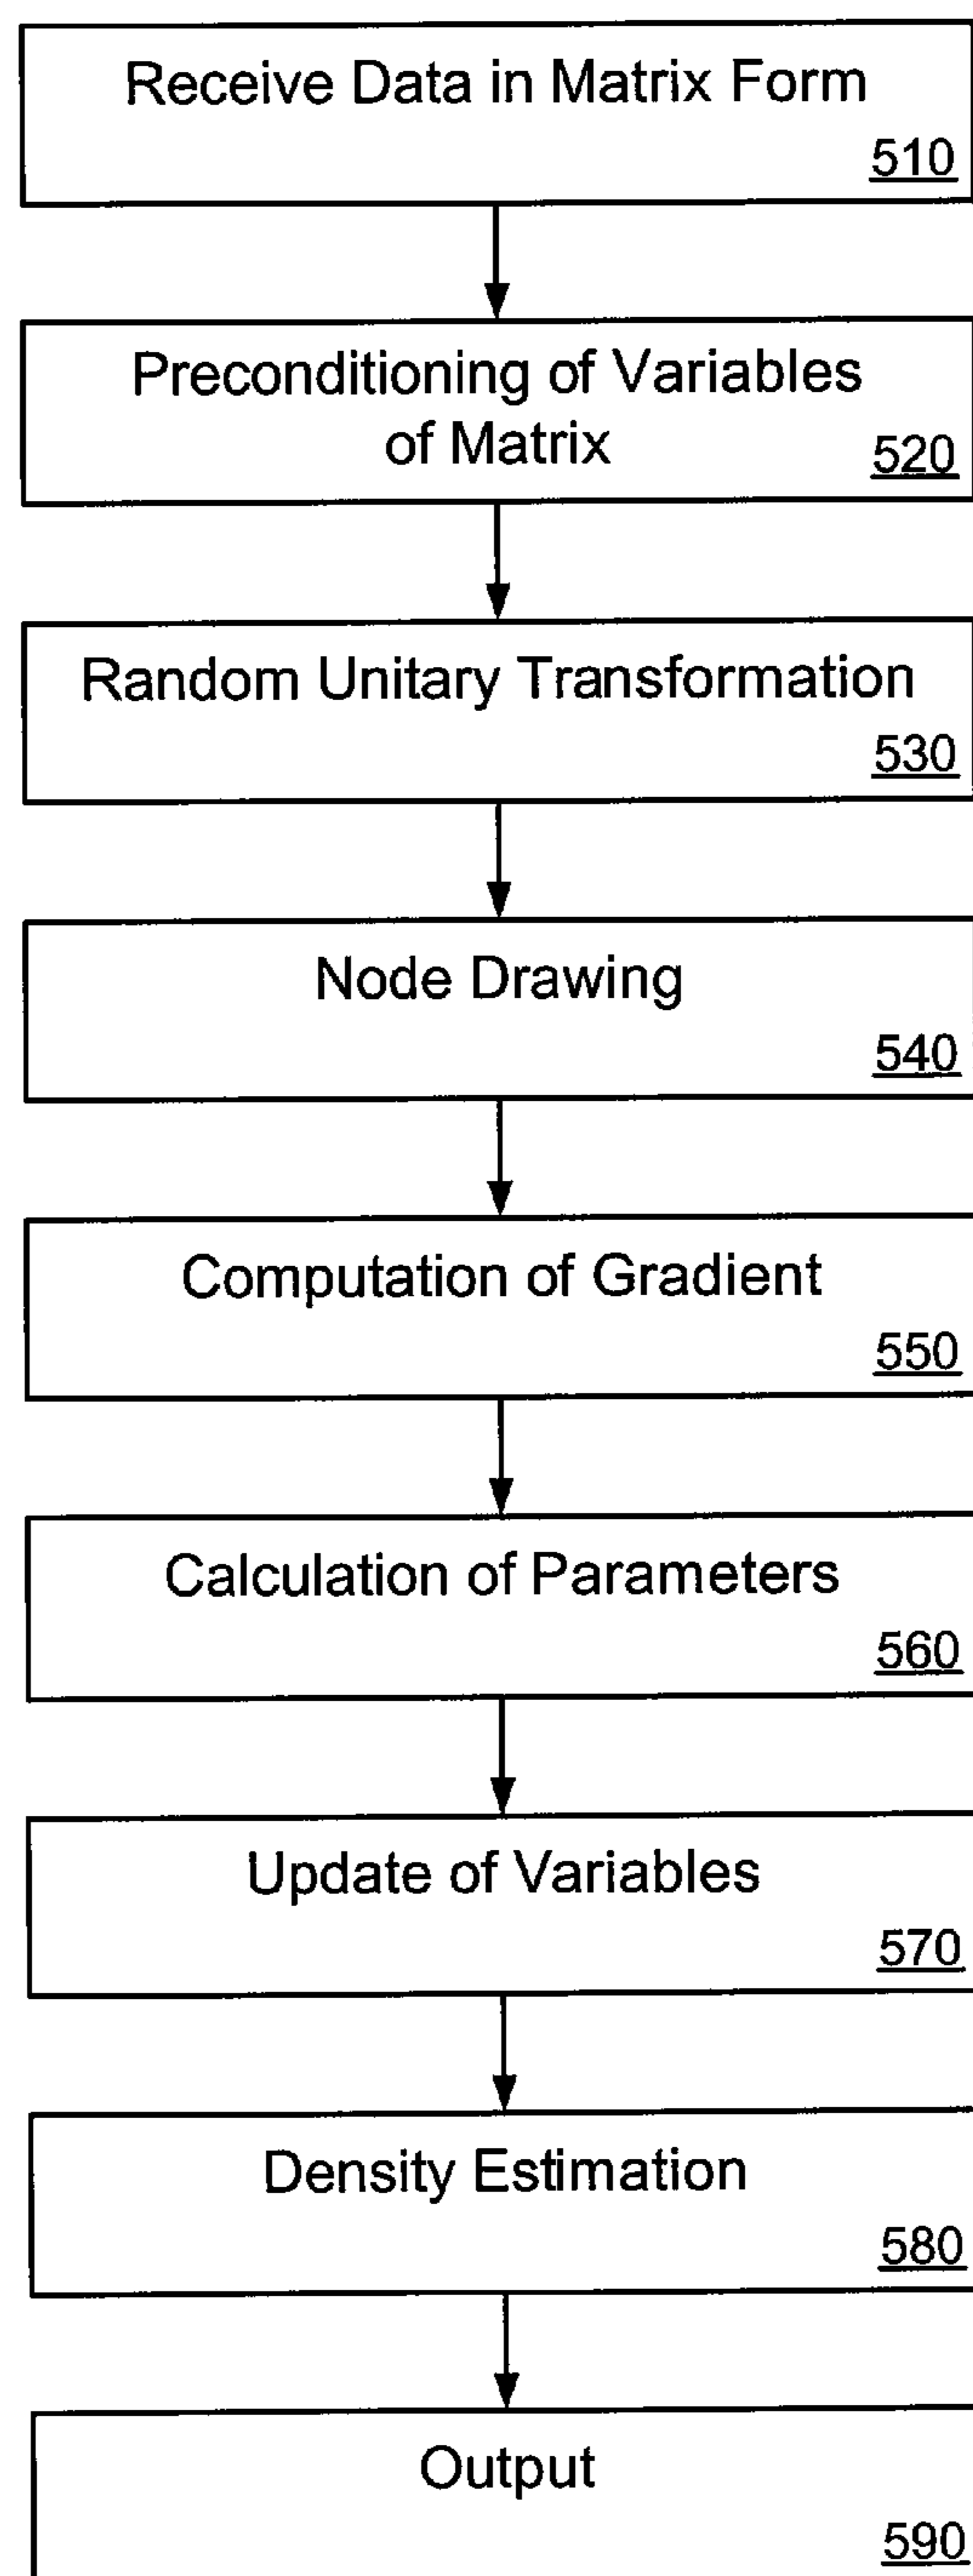 Receive Data in Matrix Form
510
Preconditioning of Variables
of Matrix
520
Random Unitary Transformation
530
Node Drawing
540
Computation of Gradient
550
Calculation of Parameters
560
Update of Variables
570
Density Estimation
580
Output
590